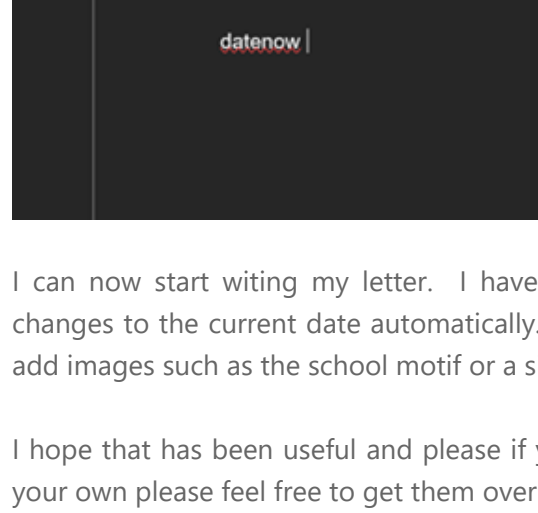 datenow
I can now start witing my letter. I have
changes to the current date automatically.
add images such as the school motif or a s
I hope that has been useful and please if
your own please feel free to get them over